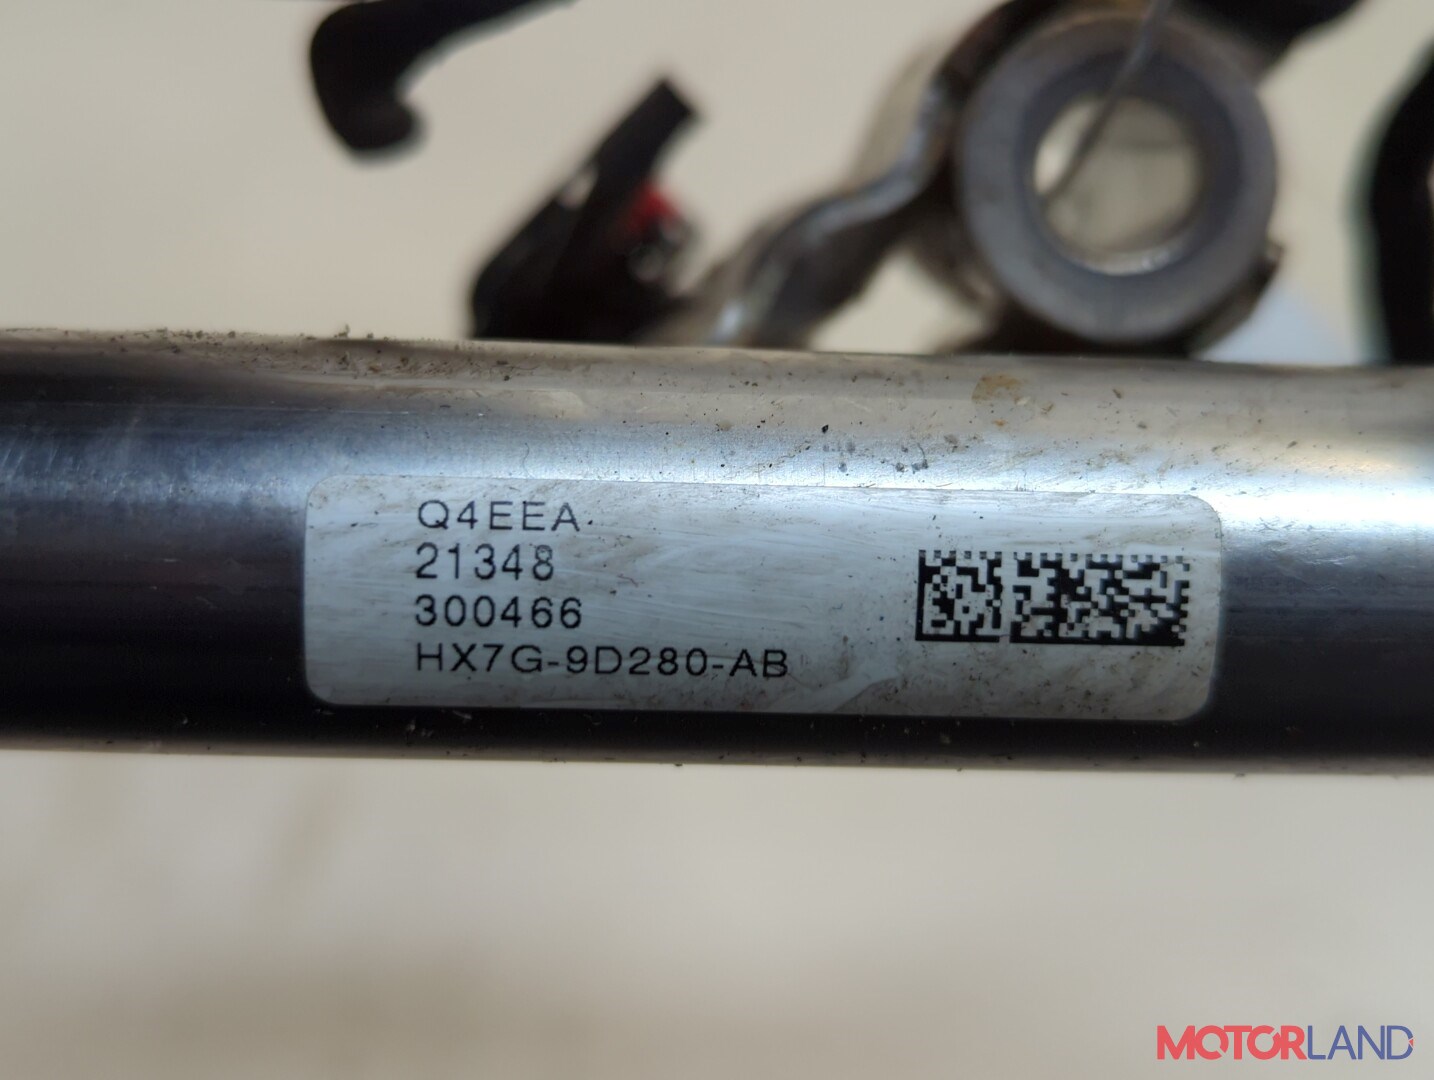 Q4EEA
21348
300466
HX7G-9D280-AB
MOTORLAND